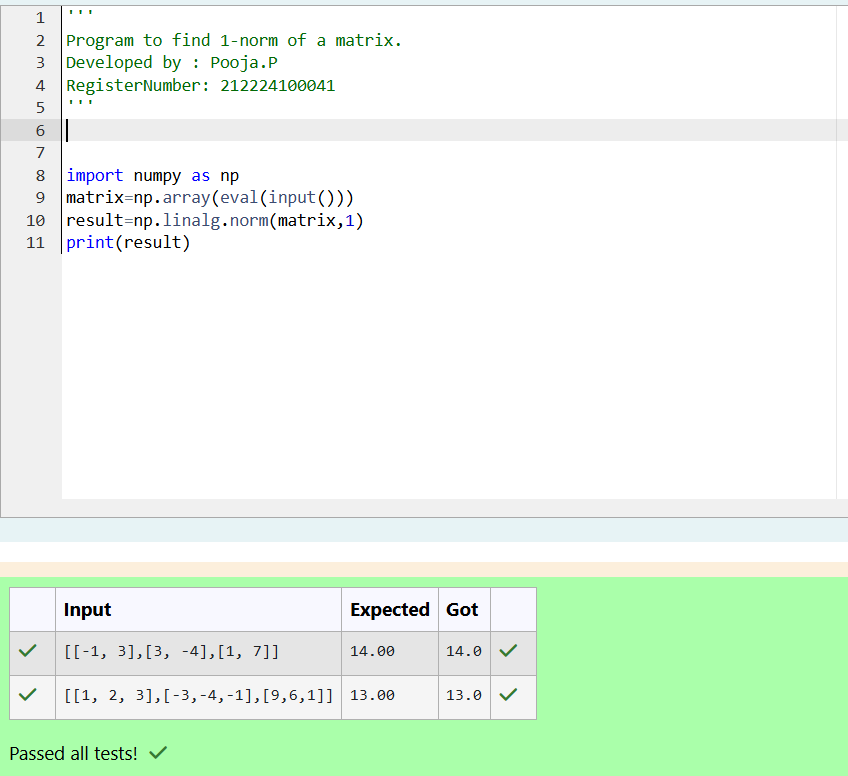 1 '''
2 Program to find 1-norm of a matrix.
3 Developed by : Pooja.P
4 RegisterNumber: 212224100041
5 '''
6
7
8 import numpy as np
9 matrix=np.array(eval(input()))
10 result=np.linalg.norm(matrix,1)
11 print(result)
Input Expected Got
[[-1, 3],[3, -4],[1, 7]] 14.00 14.0
[[1, 2, 3],[-3,-4,-1],[9,6,1]] 13.00 13.0
Passed all tests!